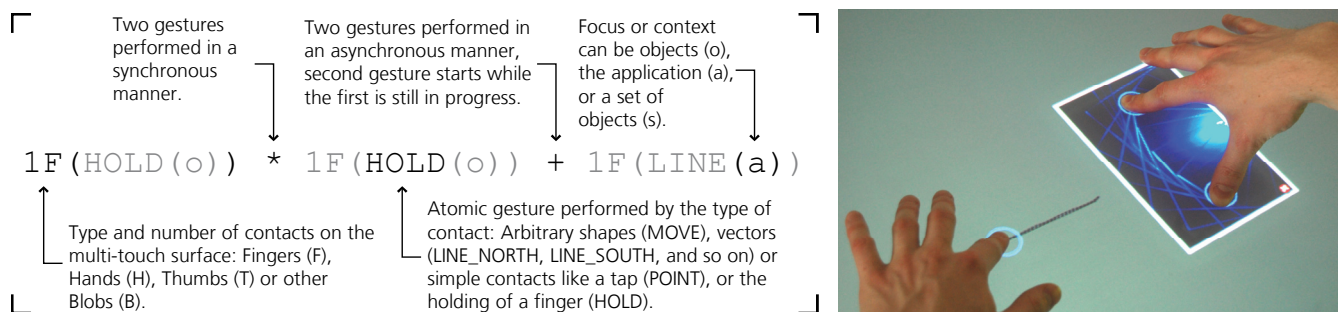 Two gestures
performed in a
synchronous
manner.
Two gestures performed in
an asynchronous manner,
second gesture starts while
the first is still in progress.
Focus or context
can be objects (o),
the application (a),
or a set of
objects (s).
1F(HOLD(o)) * 1F(HOLD(o)) + 1F(LINE(a))
Type and number of contacts on the
multi-touch surface: Fingers (F),
Hands (H), Thumbs (T) or other
Blobs (B).
Atomic gesture performed by the type of
contact: Arbitrary shapes (MOVE), vectors
(LINE_NORTH, LINE_SOUTH, and so on) or
simple contacts like a tap (POINT), or the
holding of a finger (HOLD).